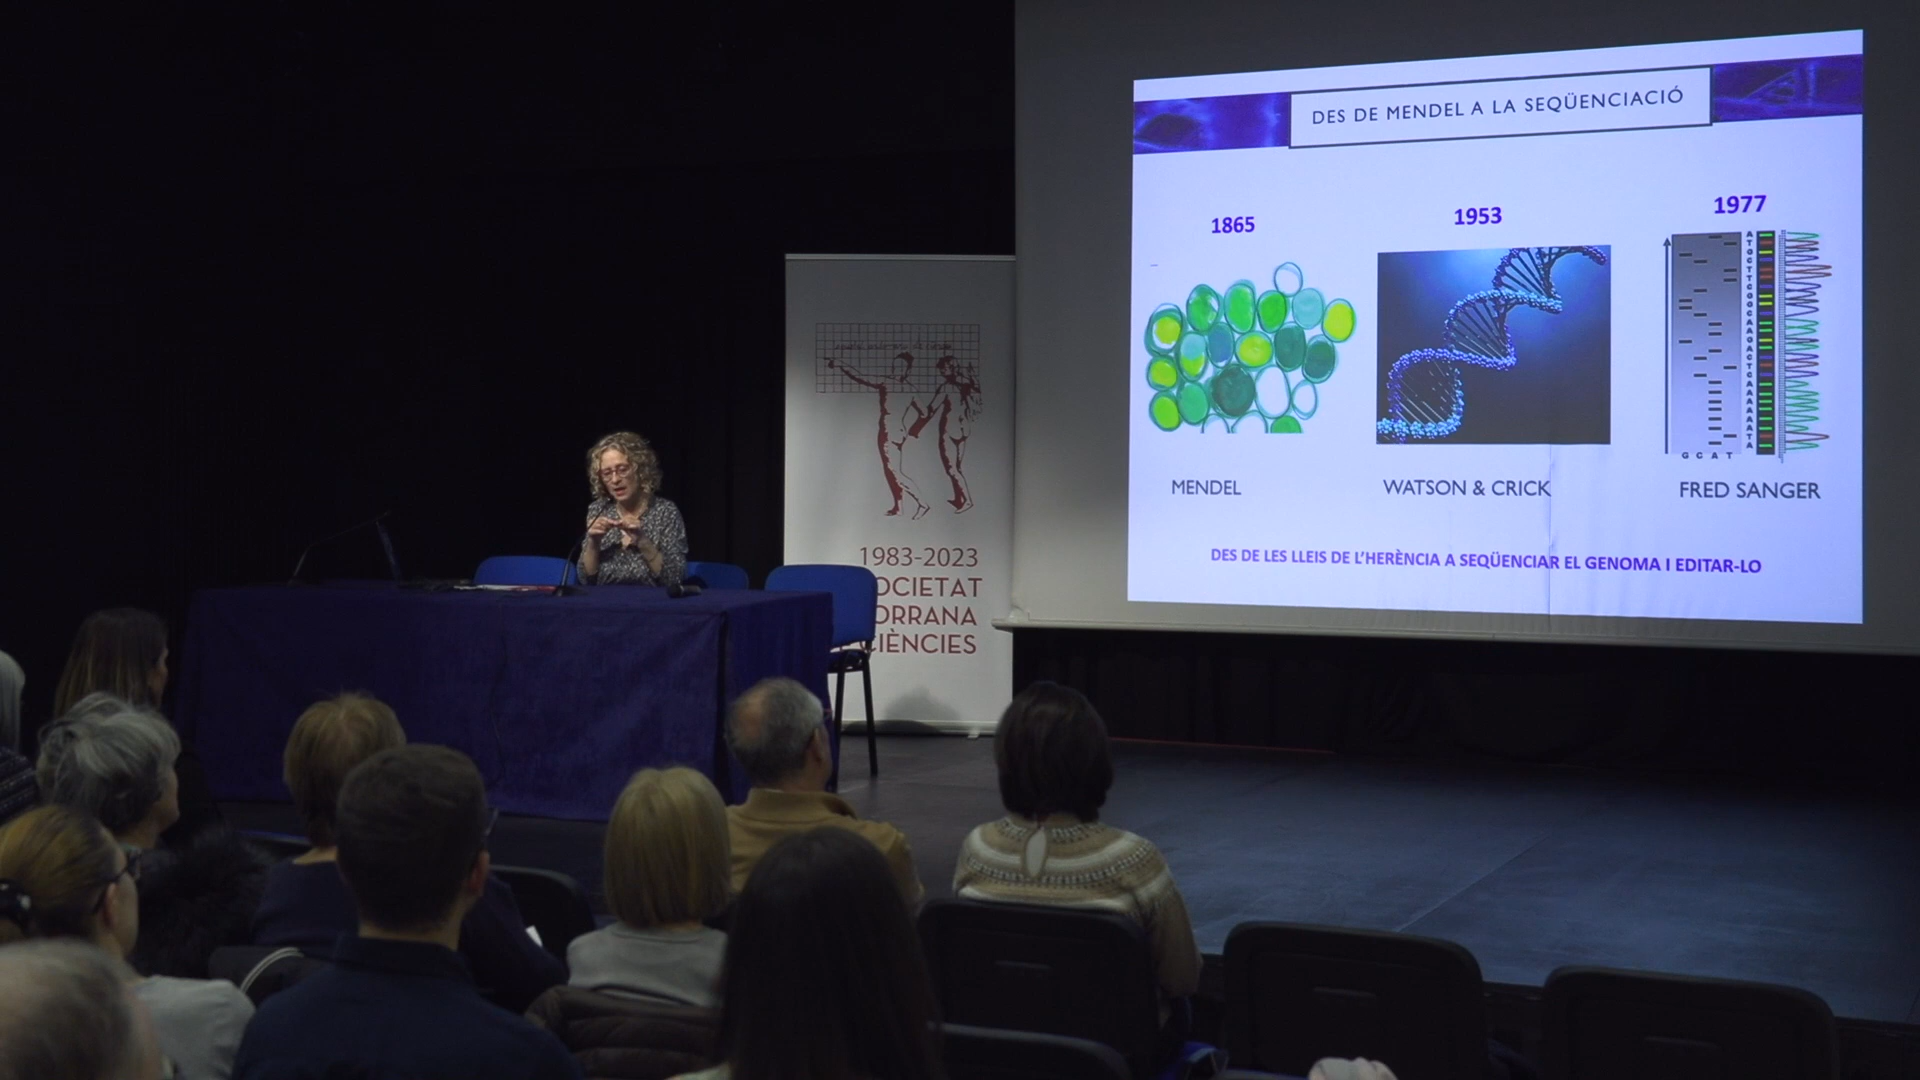 DES DE MENDEL A LA SEQÜENCIACIÓ
1865
1953
1977
A
T
G
C
T
T
C
G
G
C
A
A
G
A
C
T
C
A
A
A
A
A
A
T
A
G C A T
MENDEL
WATSON & CRICK
FRED SANGER
DES DE LES LLEIS DE L'HERÈNCIA A SEQÜENCIAR EL GENOMA I EDITAR-LO
1983-2023
OCIETAT
ORRANA
CIÈNCIES